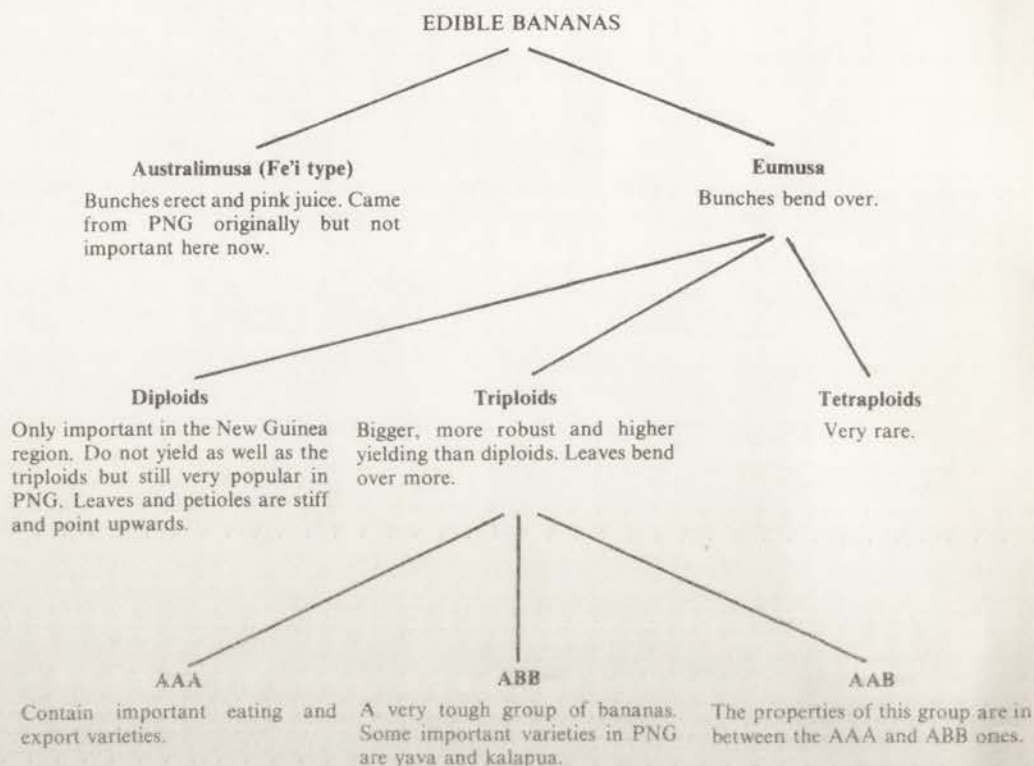 EDIBLE BANANAS
Australimusa (Fe'i type)
Bunches erect and pink juice. Came
from PNG originally but not
important here now.
Eumusa
Bunches bend over.
Diploids
Only important in the New Guinea
region. Do not yield as well as the
triploids but still very popular in
PNG. Leaves and petioles are stiff
and point upwards.
Triploids
Bigger, more robust and higher
yielding than diploids. Leaves bend
over more.
Tetraploids
Very rare.
AAA
Contain important eating and
export varieties.
ABB
A very tough group of bananas.
Some important varieties in PNG
are yava and kalapua.
AAB
The properties of this group are in
between the AAA and ABB ones.